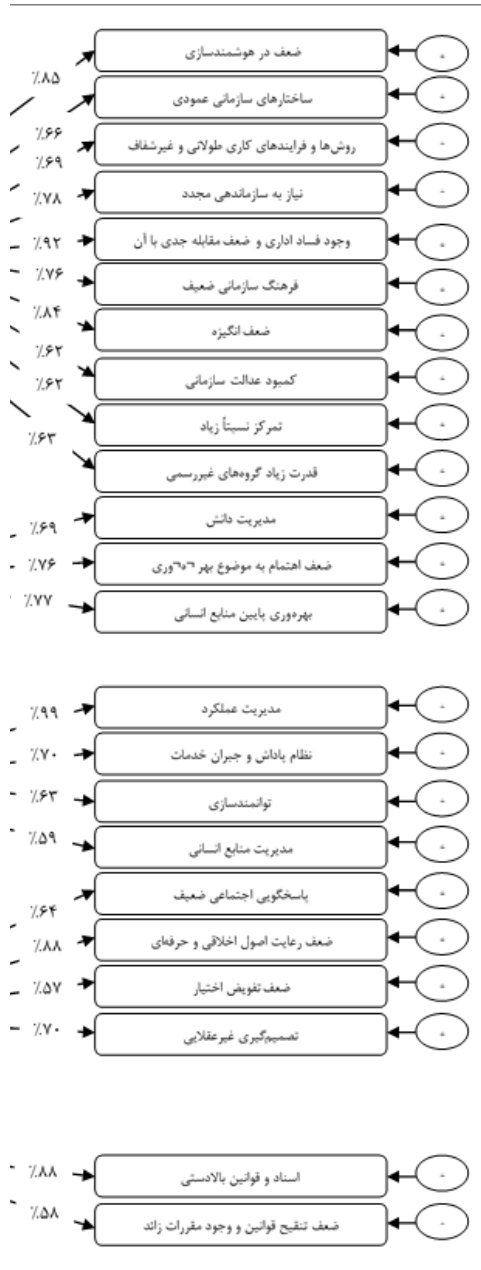 ضعف در هوشمندسازی
٪۸۵
ساختارهای سازمانی عمودی
٪۶۶
روش‌ها و فرایندهای کاری طولانی و غیرشفاف
٪۶۹
نیاز به سازماندهی مجدد
٪۷۸
وجود فساد اداری و ضعف مقابله جدی با آن
٪۹۲
فرهنگ سازمانی ضعیف
٪۷۶
ضعف انگیزه
٪۸۴
کمبود عدالت سازمانی
٪۶۲
تمرکز نسبتاً زیاد
٪۶۲
قدرت زیاد گروه‌های غیررسمی
٪۶۳
مدیریت دانش
٪۶۹
ضعف اهتمام به موضوع بهر¬ه¬وری
٪۷۶
بهره‌وری پایین منابع انسانی
٪۷۷
مدیریت عملکرد
٪۹۹
نظام پاداش و جبران خدمات
٪۷۰
توانمندسازی
٪۶۳
مدیریت منابع انسانی
٪۵۹
پاسخگویی اجتماعی ضعیف
٪۶۴
ضعف رعایت اصول اخلاقی و حرفه‌ای
٪۸۸
ضعف تفویض اختیار
٪۵۷
تصمیم‌گیری غیرعقلایی
٪۷۰
اسناد و قوانین بالادستی
٪۸۸
ضعف تنقیح قوانین و وجود مقررات زائد
٪۵۸